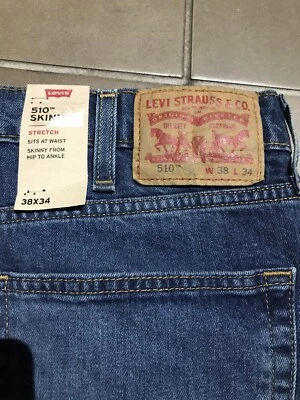 Levi's
510™
SKINNY
STRETCH
SITS AT WAIST
SKINNY FROM
HIP TO ANKLE
38X34
LEVI STRAUSS & CO.
QUALITY
510™ W 38 L 34